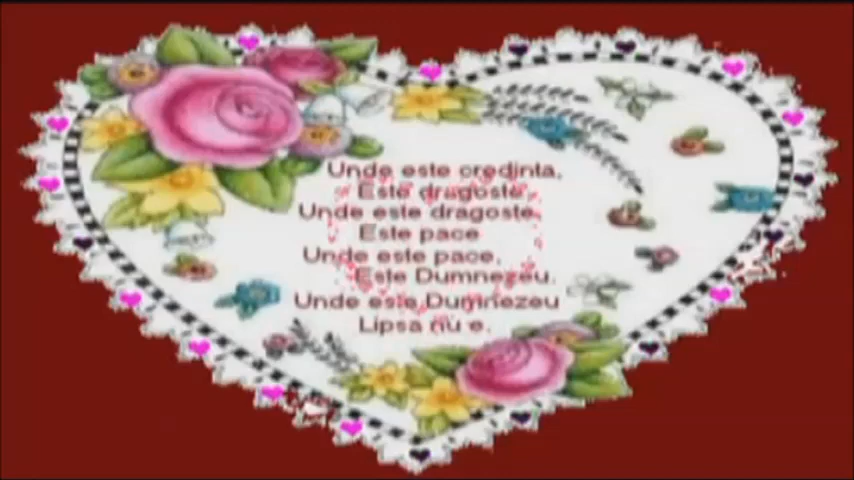 Unde este credinta,
Este dragoste,
Unde este dragoste,
Este pace
Unde este pace,
Este Dumnezeu.
Unde este Dumnezeu
Lipsa nu e.